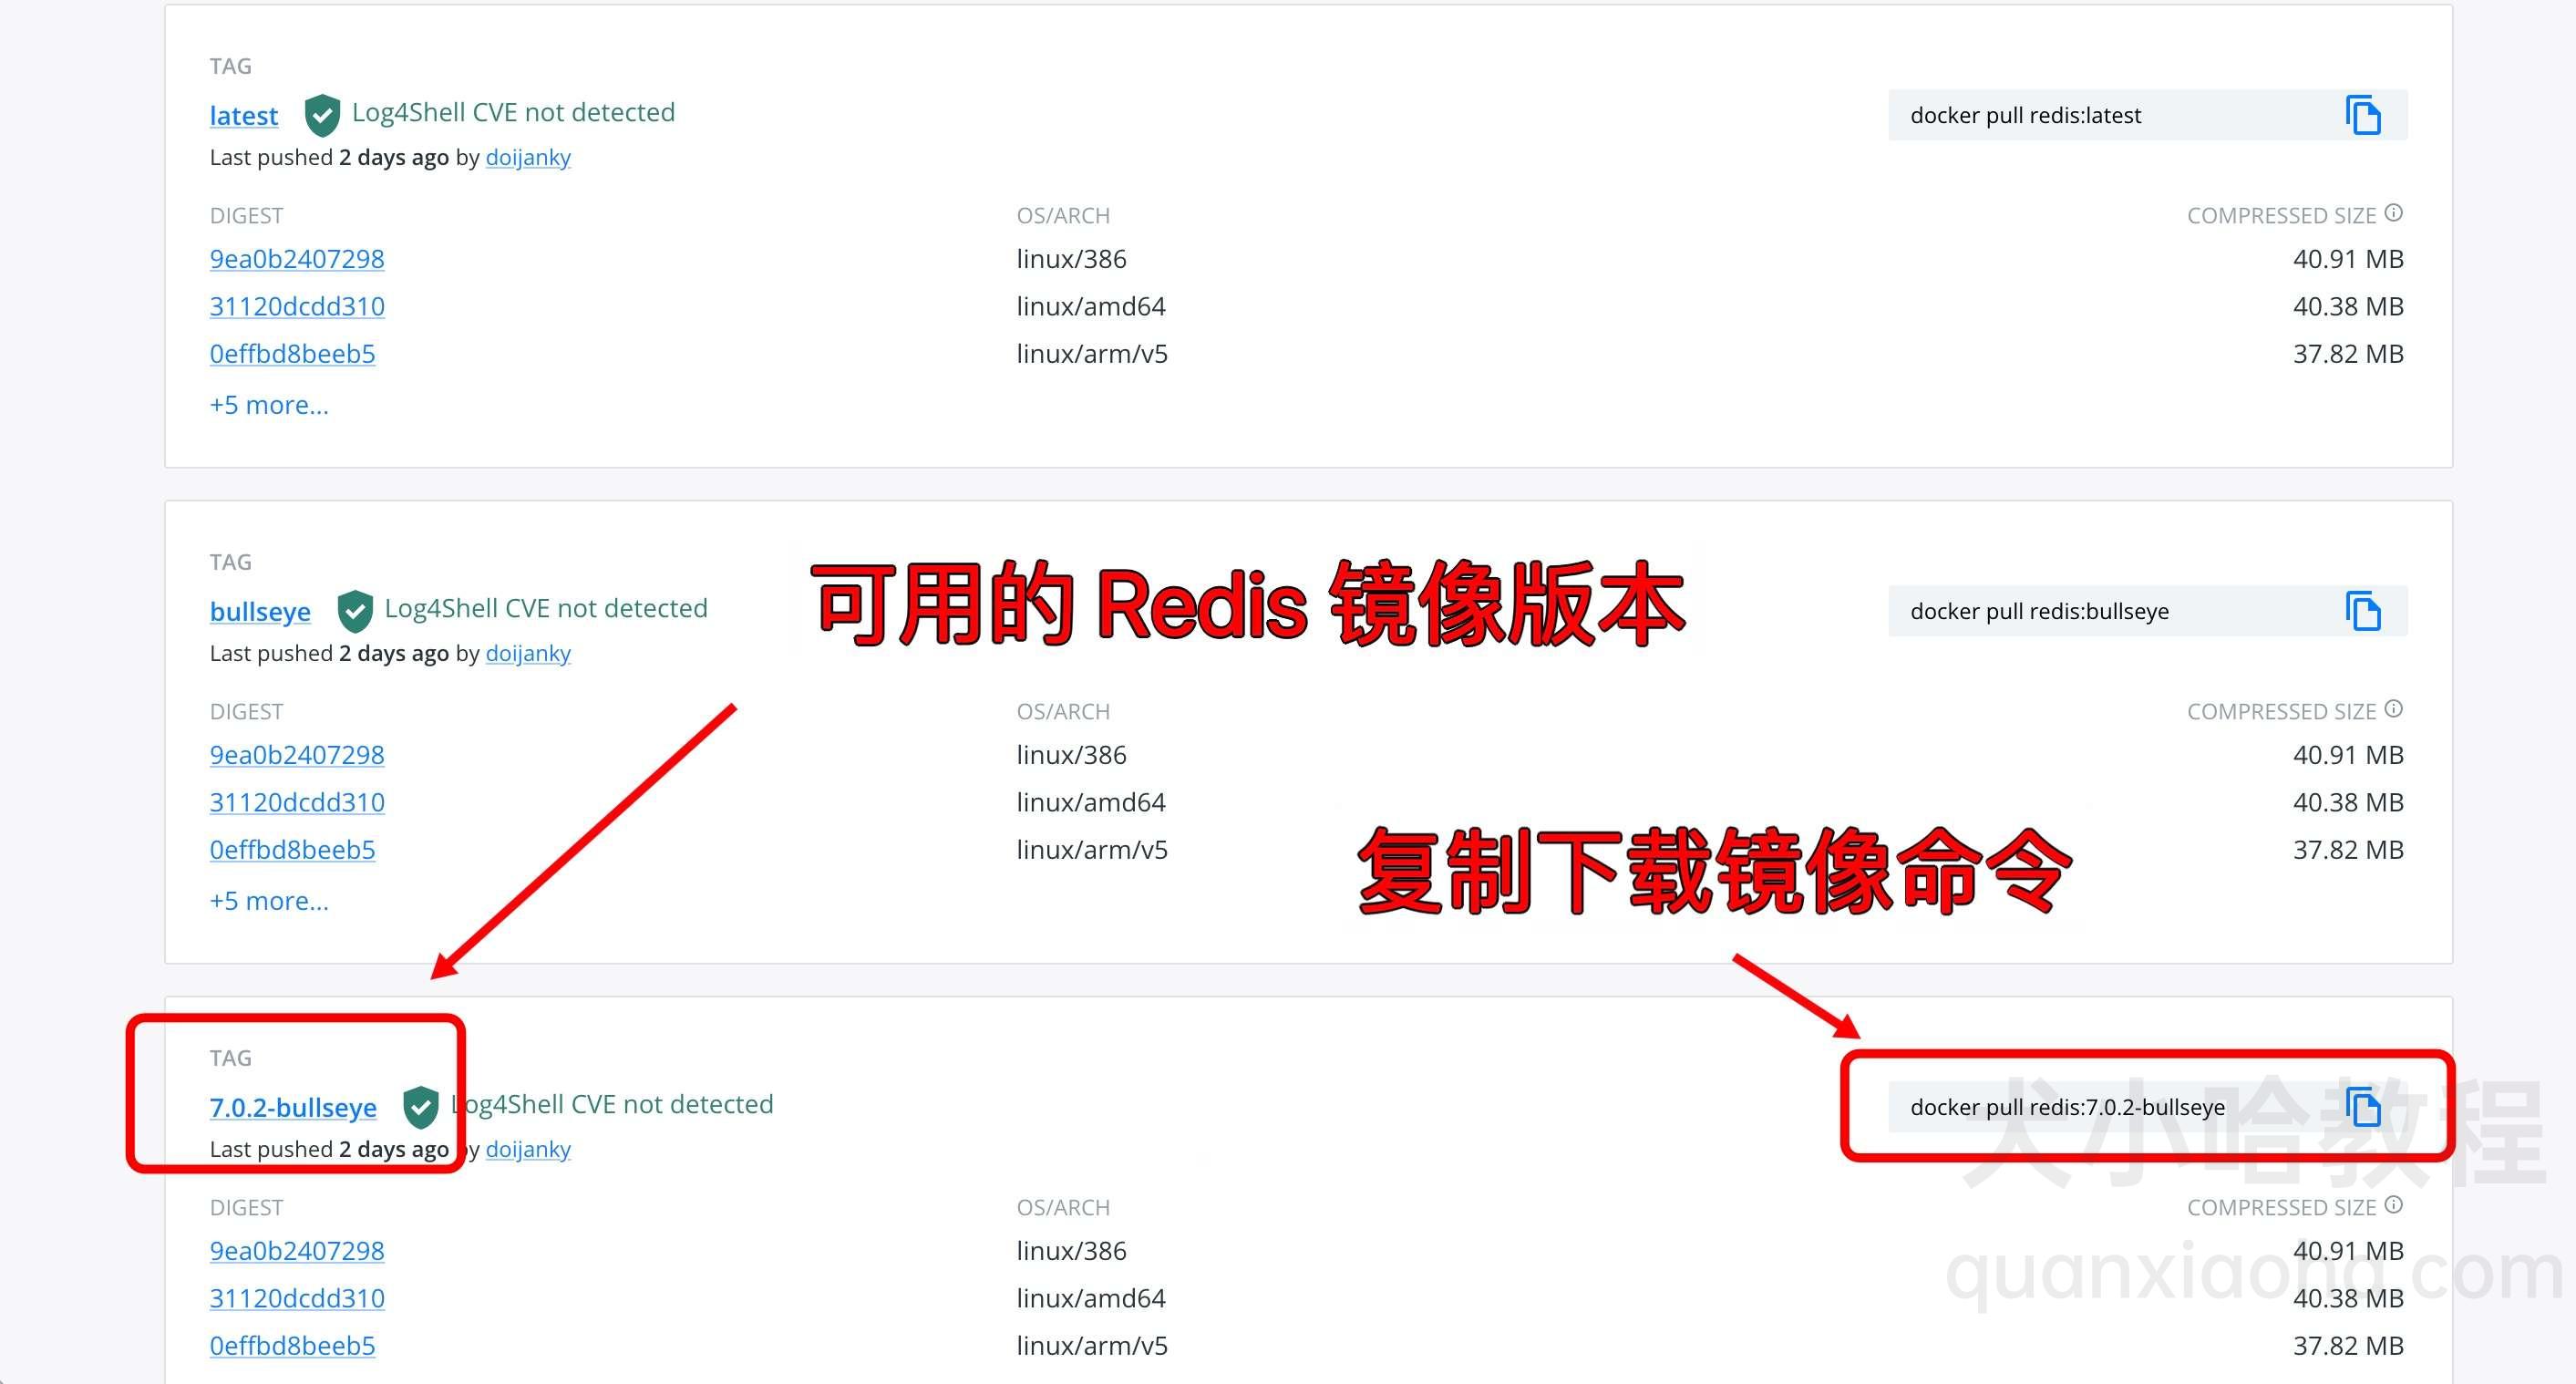 TAG
latest Log4Shell CVE not detected
docker pull redis:latest
Last pushed 2 days ago by doijanky
DIGEST OS/ARCH COMPRESSED SIZE
9ea0b2407298 linux/386 40.91 MB
31120dcdd310 linux/amd64 40.38 MB
0effbd8beeb5 linux/arm/v5 37.82 MB
+5 more...
TAG
bullseye Log4Shell CVE not detected
可用的 Redis 镜像版本
docker pull redis:bullseye
Last pushed 2 days ago by doijanky
DIGEST OS/ARCH COMPRESSED SIZE
9ea0b2407298 linux/386 40.91 MB
31120dcdd310 linux/amd64 40.38 MB
0effbd8beeb5 linux/arm/v5 37.82 MB
复制下载镜像命令
+5 more...
TAG
7.0.2-bullseye Log4Shell CVE not detected
docker pull redis:7.0.2-bullseye
犬小哈教程
Last pushed 2 days ago by doijanky
DIGEST OS/ARCH COMPRESSED SIZE
9ea0b2407298 linux/386 40.91 MB
quanxiaoha.com
31120dcdd310 linux/amd64 40.38 MB
0effbd8beeb5 linux/arm/v5 37.82 MB